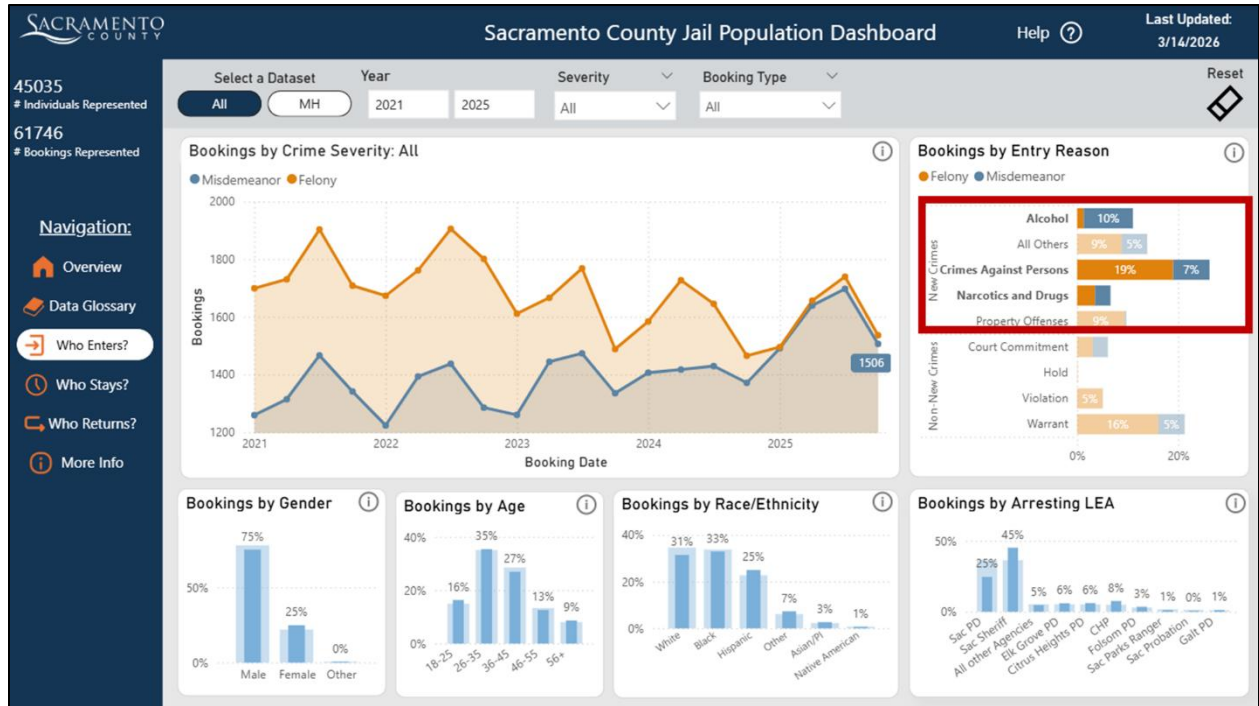 SACRAMENTO
COUNTY
Sacramento County Jail Population Dashboard
Help ?
Last Updated:
3/14/2026
45035
# Individuals Represented
61746
# Bookings Represented
Navigation:
Overview
Data Glossary
Who Enters?
Who Stays?
Who Returns?
More Info
Select a Dataset
All
MH
Year
2021
2025
Severity
All
Booking Type
All
Reset
Bookings by Crime Severity: All
Misdemeanor Felony
Bookings
2000
1800
1600
1400
1200
1506
2021
2022
2023
2024
2025
Booking Date
Bookings by Entry Reason
Felony Misdemeanor
New Crimes
Alcohol 10%
All Others 9% 5%
Crimes Against Persons 19% 7%
Narcotics and Drugs
Property Offenses 9%
Non-New Crimes
Court Commitment
Hold
Violation 5%
Warrant 16% 5%
0%
20%
Bookings by Gender
50%
0%
75%
25%
0%
Male
Female
Other
Bookings by Age
40%
20%
0%
16%
35%
27%
13%
9%
18-25
26-35
36-45
46-55
56+
Bookings by Race/Ethnicity
40%
20%
0%
31%
33%
25%
7%
3%
1%
White
Black
Hispanic
Other
Asian/PI
Native American
Bookings by Arresting LEA
50%
0%
25%
45%
5%
6%
6%
8%
3%
1%
0%
1%
Sac PD
Sac Sheriff
All other Agencies
Elk Grove PD
Citrus Heights PD
CHP
Folsom PD
Sac Parks Ranger
Sac Probation
Galt PD